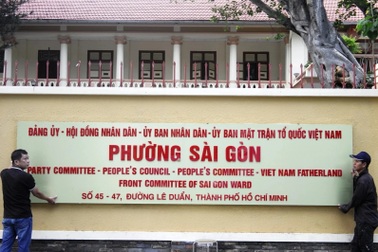 ĐẢNG ỦY - HỘI ĐỒNG NHÂN DÂN - ỦY BAN NHÂN DÂN - ỦY BAN MẶT TRẬN TỔ QUỐC VIỆT NAM
PHƯỜNG SÀI GÒN
PARTY COMMITTEE - PEOPLE'S COUNCIL - PEOPLE'S COMMITTEE - VIET NAM FATHERLAND
FRONT COMMITTEE OF SAI GON WARD
SỐ 45 - 47, ĐƯỜNG LÊ DUẨN, THÀNH PHỐ HỒ CHÍ MINH